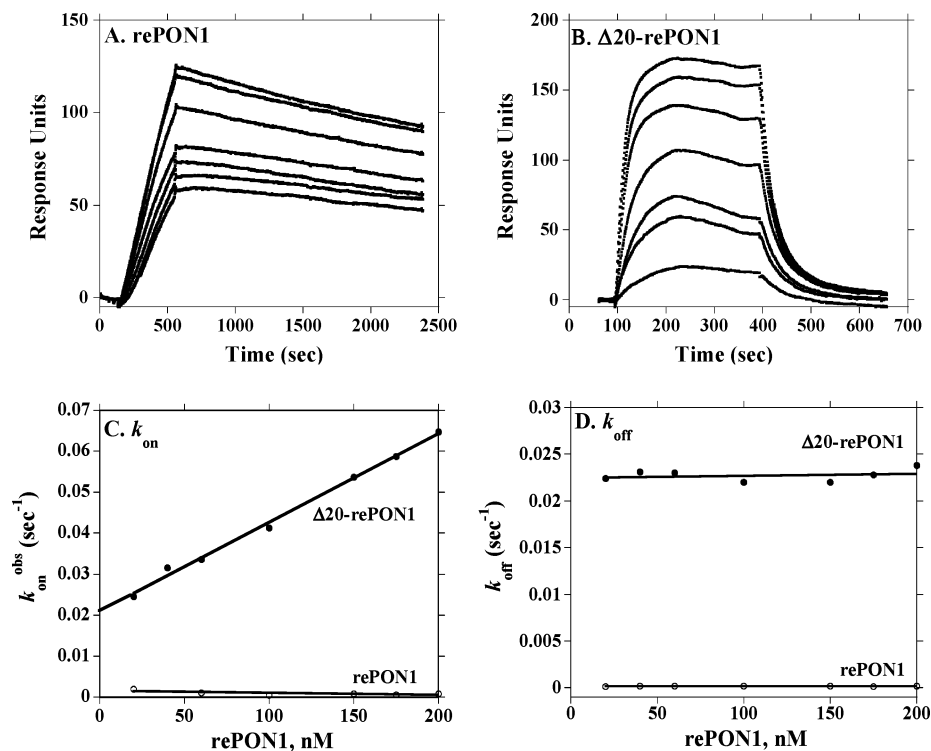 A. rePON1
Response Units
150
100
50
0
0 500 1000 1500 2000 2500
Time (sec)
B. Δ20-rePON1
Response Units
200
150
100
50
0
0 100 200 300 400 500 600 700
Time (sec)
C. kon
kon obs (sec-1)
0.07
0.06
0.05
0.04
0.03
0.02
0.01
0
Δ20-rePON1
rePON1
0 50 100 150 200
rePON1, nM
D. koff
koff (sec-1)
0.03
0.025
0.02
0.015
0.01
0.005
0
Δ20-rePON1
rePON1
0 50 100 150 200
rePON1, nM